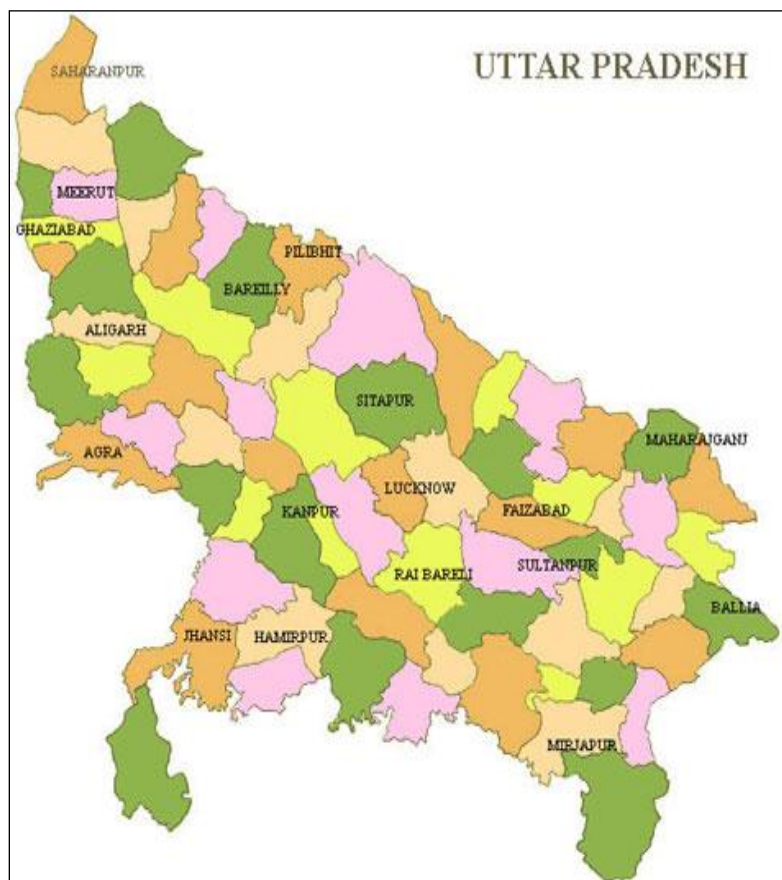 UTTAR PRADESH
SAHARANPUR
MEERUT
GHAZIABAD
PILIBHIT
BAREILLY
ALIGARH
SITAPUR
MAHARAJGANJ
AGRA
LUCKNOW
KANPUR
FAIZABAD
SULTANPUR
RAI BARELI
BALLIA
JHANSI
HAMIRPUR
MIRJAPUR